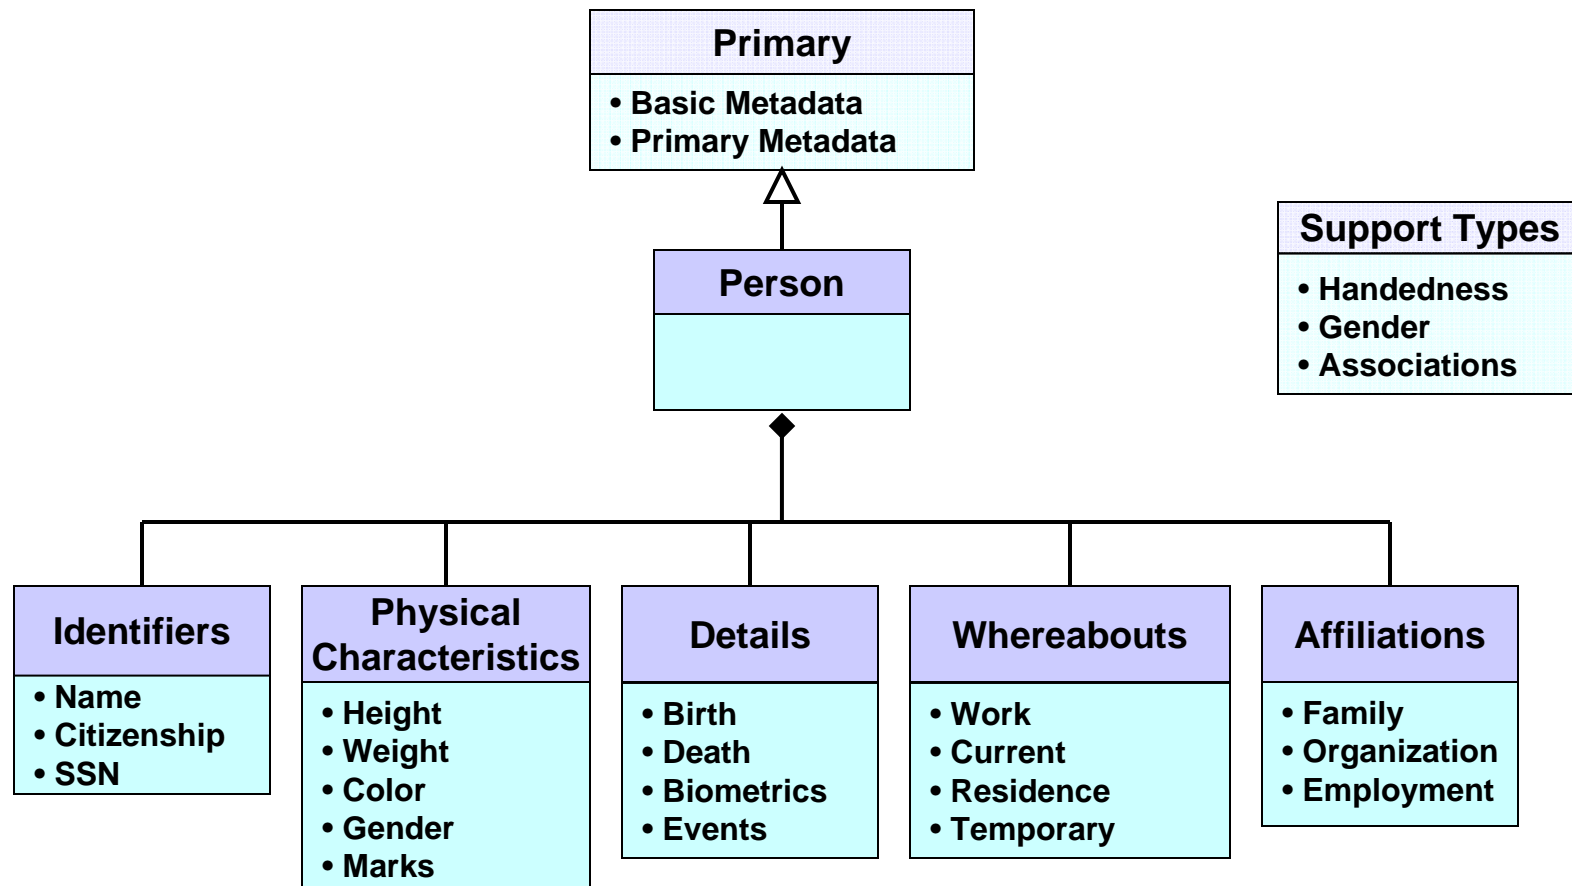 Primary
• Basic Metadata
• Primary Metadata
Support Types
• Handedness
• Gender
• Associations
Person
Identifiers
• Name
• Citizenship
• SSN
Physical
Characteristics
• Height
• Weight
• Color
• Gender
• Marks
Details
• Birth
• Death
• Biometrics
• Events
Whereabouts
• Work
• Current
• Residence
• Temporary
Affiliations
• Family
• Organization
• Employment